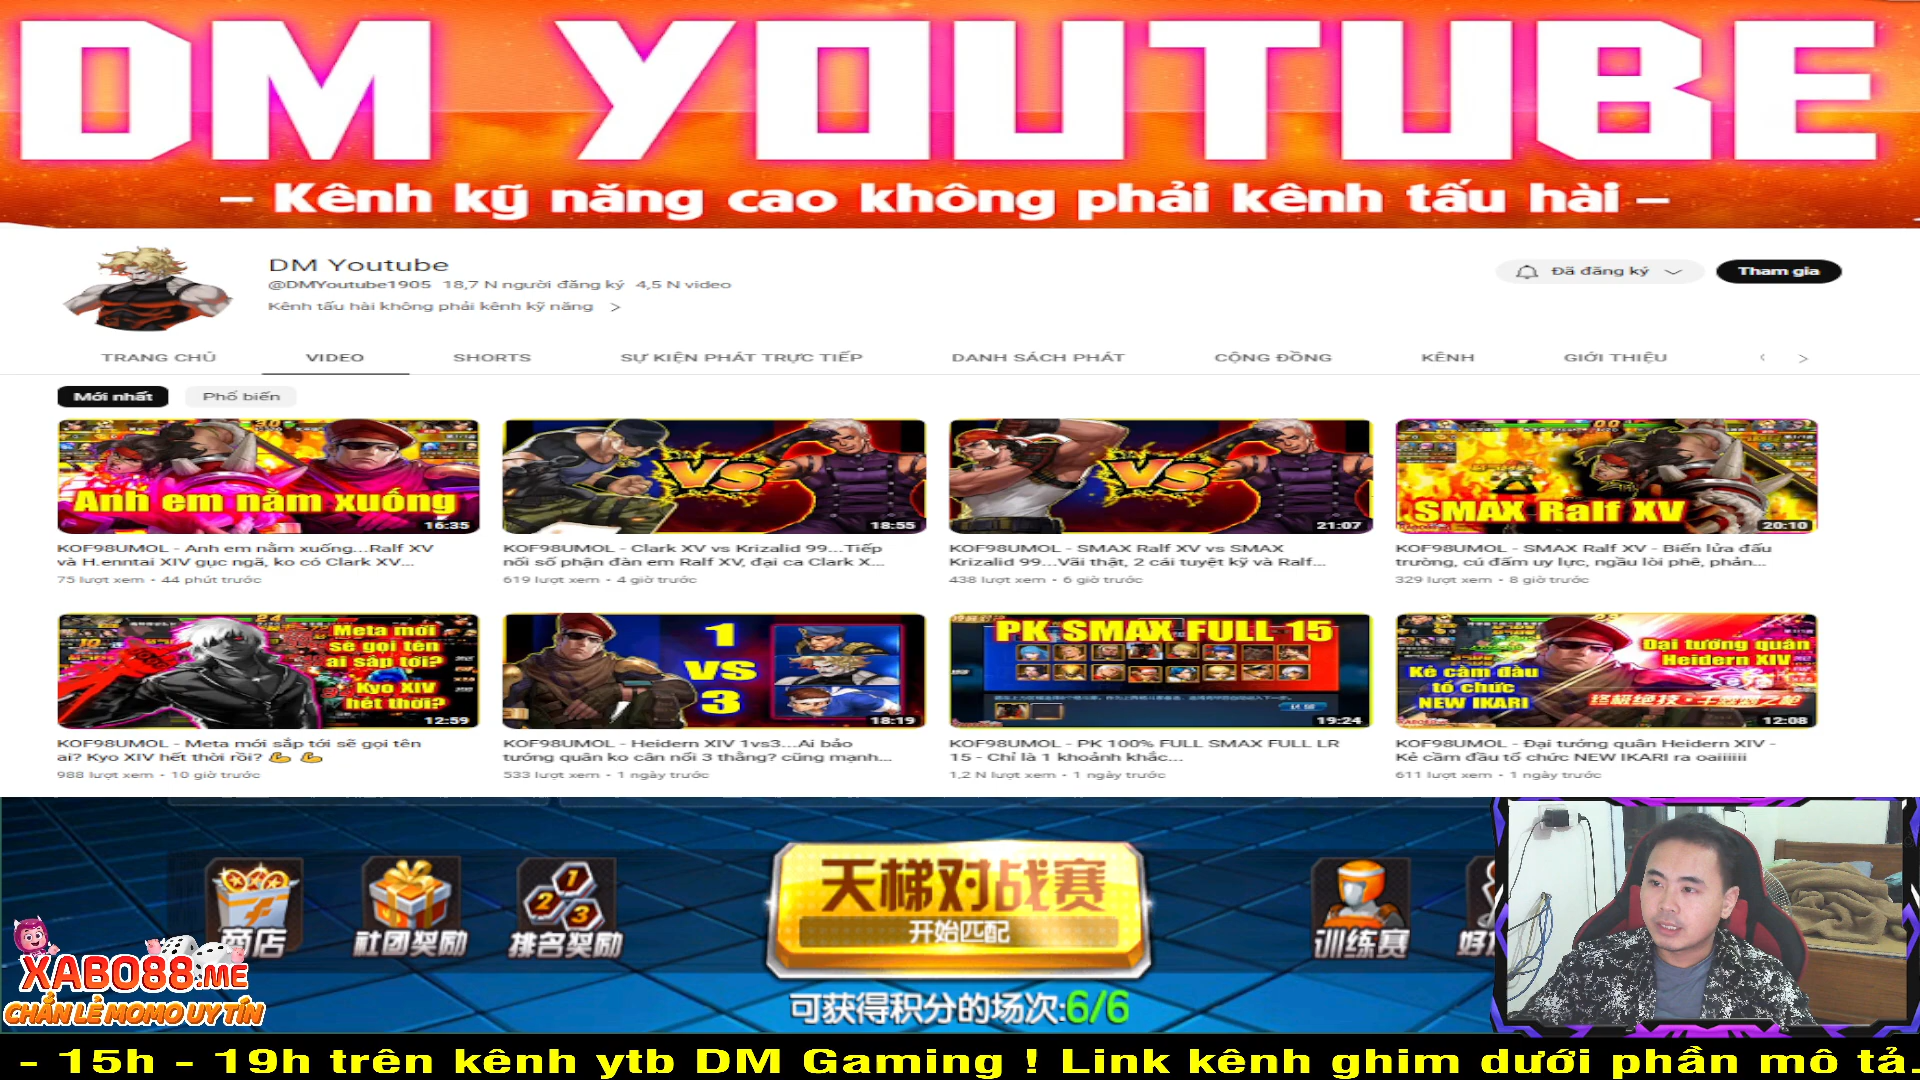 DM YOUTUBE
– Kênh kỹ năng cao không phải kênh tấu hài –
DM Youtube
@DMYoutube1905 18,7 N người đăng ký 4,5 N video
Kênh tấu hài không phải kênh kỹ năng >
Đã đăng ký
Tham gia
TRANG CHỦ VIDEO SHORTS SỰ KIỆN PHÁT TRỰC TIẾP DANH SÁCH PHÁT CỘNG ĐỒNG KÊNH GIỚI THIỆU
Mới nhất Phổ biến
Anh em nằm xuống
16:35
VS
18:55
VS
21:07
SMAX Ralf XV
20:10
KOF98UMOL - Anh em nằm xuống...Ralf XV
và H.enntai XIV gục ngã, ko có Clark XV...
75 lượt xem • 44 phút trước
KOF98UMOL - Clark XV vs Krizalid 99...Tiếp
nối số phận đàn em Ralf XV, đại ca Clark X...
619 lượt xem • 4 giờ trước
KOF98UMOL - SMAX Ralf XV vs SMAX
Krizalid 99...Vãi thật, 2 cái tuyệt kỹ và Ralf...
438 lượt xem • 6 giờ trước
KOF98UMOL - SMAX Ralf XV - Biển lửa đấu
trường, cú đấm uy lực, ngầu lòi phê, phản...
329 lượt xem • 8 giờ trước
Meta mới
sẽ gọi tên
ai sắp tới?
Kyo XIV
hết thời?
12:59
1
VS
3
18:19
PK SMAX FULL 15
19:24
Đại tướng quân
Heidern XIV
Kẻ cầm đầu
tổ chức
NEW IKARI
12:08
KOF98UMOL - Meta mới sắp tới sẽ gọi tên
ai? Kyo XIV hết thời rồi? 💪 💪
988 lượt xem • 10 giờ trước
KOF98UMOL - Heidern XIV 1vs3...Ai bảo
tướng quân ko cân nổi 3 thằng? cũng mạnh...
533 lượt xem • 1 ngày trước
KOF98UMOL - PK 100% FULL SMAX FULL LR
15 - Chỉ là 1 khoảnh khắc...
1,2 N lượt xem • 1 ngày trước
KOF98UMOL - Đại tướng quân Heidern XIV -
Kẻ cầm đầu tổ chức NEW IKARI ra oaiiiiii
611 lượt xem • 1 ngày trước
天梯对战赛
开始匹配
可获得积分的场次:6/6
商店
社团奖励
排名奖励
训练赛
XABO88.ME
CHẴN LẺ MOMO UY TÍN
- 15h - 19h trên kênh ytb DM Gaming ! Link kênh ghim dưới phần mô tả.